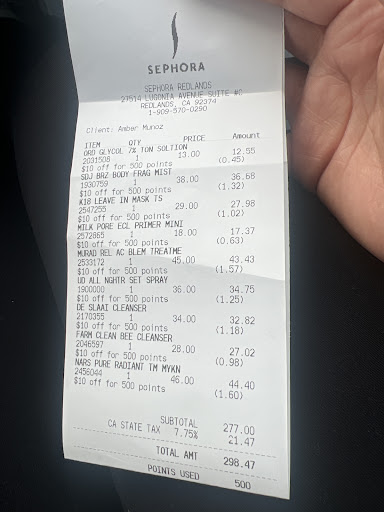 SEPHORA
SEPHORA REDLANDS
27514 LUGONIA AVENUE SUITE #C
REDLANDS, CA 92374
1-909-570-0290
Client: Amber Munoz
ITEM QTY PRICE Amount
ORD GLYCOL 7% TON SOLTION
2031508 1 13.00 12.55
$10 off for 500 points (0.45)
SDJ BRZ BODY FRAG MIST
1930759 1 38.00 36.68
$10 off for 500 points (1.32)
K18 LEAVE IN MASK TS
2547255 1 29.00 27.98
$10 off for 500 points (1.02)
MILK PORE ECL PRIMER MINI
2572865 1 18.00 17.37
$10 off for 500 points (0.63)
MURAD REL AC BLEM TREATME
2533172 1 45.00 43.43
$10 off for 500 points (1.57)
UD ALL NGHTR SET SPRAY
1900000 1 36.00 34.75
$10 off for 500 points (1.25)
DE SLAAI CLEANSER
2170355 1 34.00 32.82
$10 off for 500 points (1.18)
FARM CLEAN BEE CLEANSER
2046597 1 28.00 27.02
$10 off for 500 points (0.98)
NARS PURE RADIANT TM MYKN
2456044 1 46.00 44.40
$10 off for 500 points (1.60)
SUBTOTAL 277.00
CA STATE TAX 7.75% 21.47
TOTAL AMT 298.47
POINTS USED 500